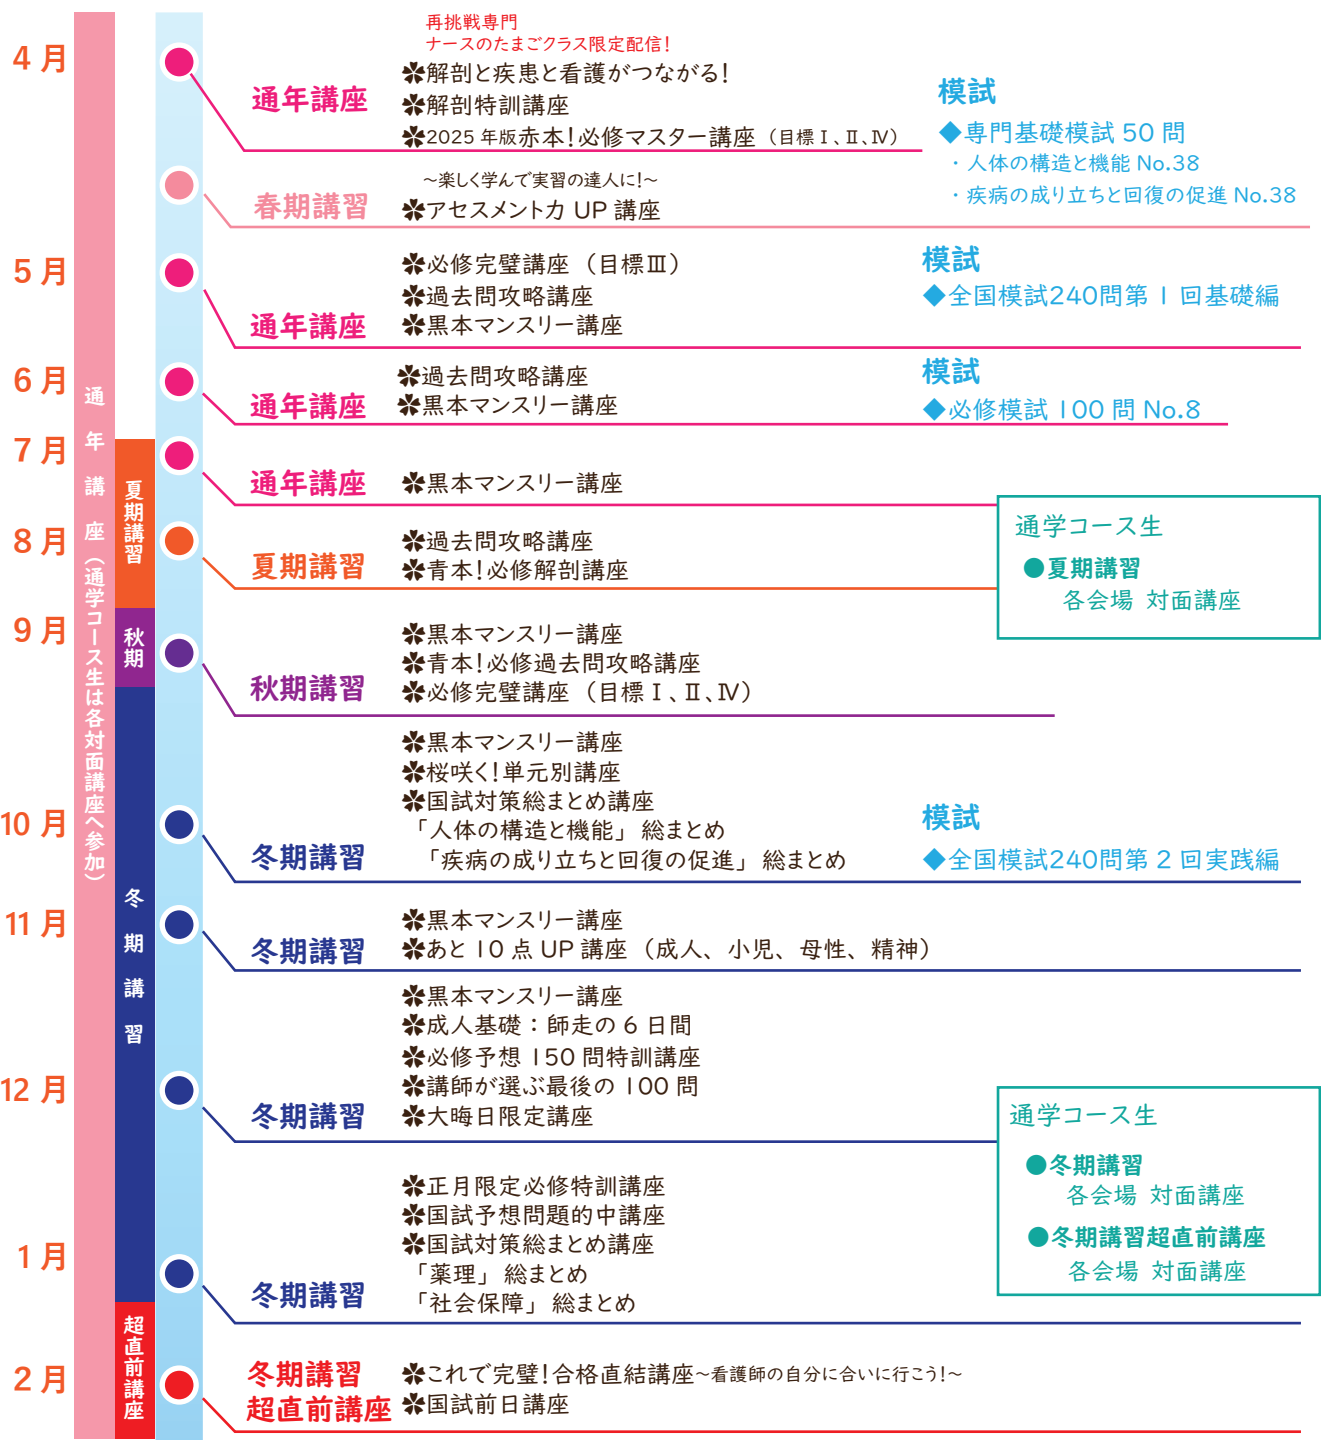 4月
再挑戦専門
ナースのたまごクラス限定配信！
通年講座
✽解剖と疾患と看護がつながる！
✽解剖特訓講座
✽2025年版赤本！必修マスター講座（目標Ⅰ、Ⅱ、Ⅳ）
模試
◆専門基礎模試50問
・人体の構造と機能 No.38
・疾病の成り立ちと回復の促進 No.38
春期講習
～楽しく学んで実習の達人に！～
✽アセスメント力UP講座
5月
通年講座
✽必修完璧講座（目標Ⅲ）
✽過去問攻略講座
✽黒本マンスリー講座
模試
◆全国模試240問第1回基礎編
6月
通年講座
✽過去問攻略講座
✽黒本マンスリー講座
模試
◆必修模試100問 No.8
7月
通年講座
✽黒本マンスリー講座
8月
夏期講習
✽過去問攻略講座
✽青本！必修解剖講座
通学コース生
●夏期講習
各会場 対面講座
9月
秋期講習
✽黒本マンスリー講座
✽青本！必修過去問攻略講座
✽必修完璧講座（目標Ⅰ、Ⅱ、Ⅳ）
10月
冬期講習
✽黒本マンスリー講座
✽桜咲く！単元別講座
✽国試対策総まとめ講座
「人体の構造と機能」総まとめ
「疾病の成り立ちと回復の促進」総まとめ
模試
◆全国模試240問第2回実践編
11月
冬期講習
✽黒本マンスリー講座
✽あと10点UP講座（成人、小児、母性、精神）
12月
冬期講習
✽黒本マンスリー講座
✽成人基礎：師走の6日間
✽必修予想150問特訓講座
✽講師が選ぶ最後の100問
✽大晦日限定講座
通学コース生
●冬期講習
各会場 対面講座
●冬期講習超直前講座
各会場 対面講座
1月
冬期講習
✽正月限定必修特訓講座
✽国試予想問題的中講座
✽国試対策総まとめ講座
「薬理」総まとめ
「社会保障」総まとめ
2月
冬期講習
超直前講座
✽これで完璧！合格直結講座～看護師の自分に合いに行こう！～
✽国試前日講座
通年講座（通学コース生は各対面講座へ参加）
夏期講習
秋期
冬期講習
超直前講座